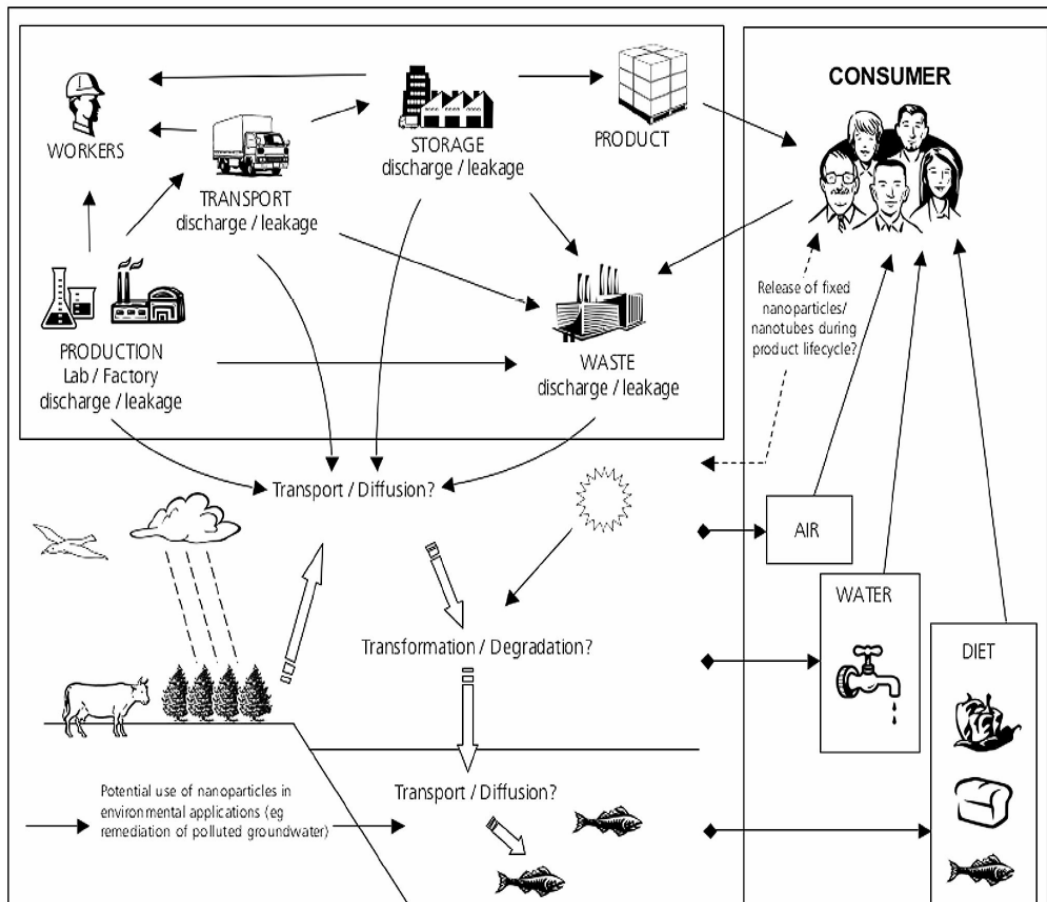 CONSUMER
WORKERS
STORAGE
discharge / leakage
PRODUCT
TRANSPORT
discharge / leakage
PRODUCTION
Lab / Factory
discharge / leakage
WASTE
discharge / leakage
Release of fixed
nanoparticles/
nanotubes during
product lifecycle?
Transport / Diffusion?
AIR
WATER
Transformation / Degradation?
DIET
Potential use of nanoparticles in
environmental applications (eg
remediation of polluted groundwater)
Transport / Diffusion?